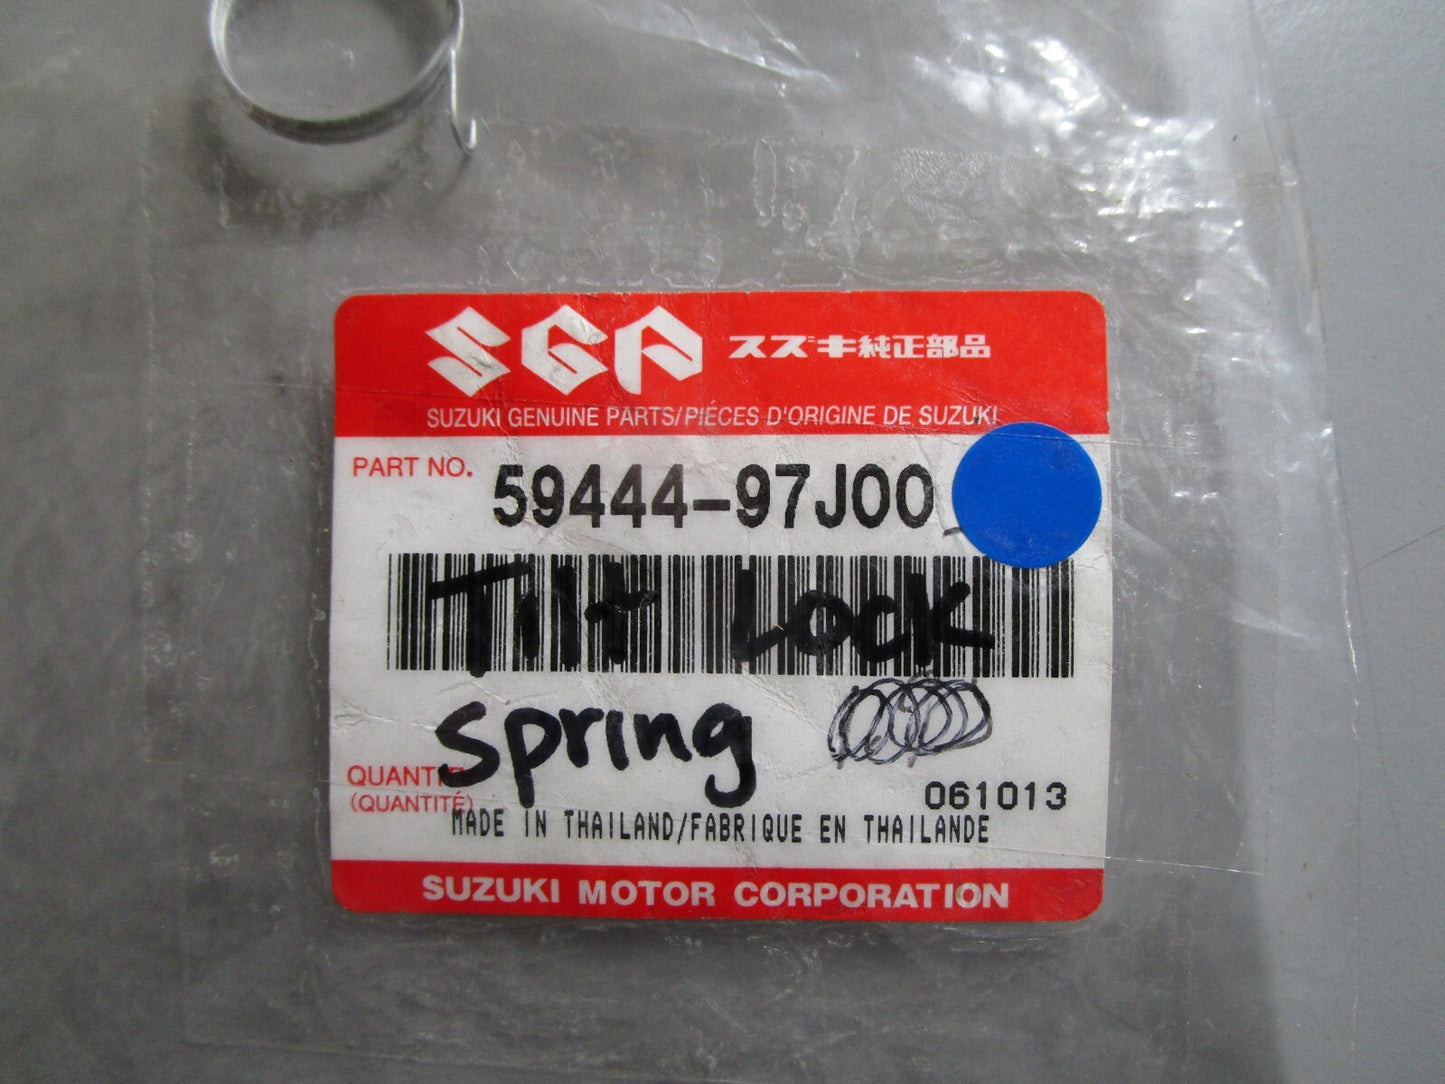 SGP スズキ純正部品
SUZUKI GENUINE PARTS/PIÈCES D'ORIGINE DE SUZUKI
PART NO. 59444-97J00
Tilt Lock
Spring
061013
(QUANTITÉ)
MADE IN THAILAND/FABRIQUE EN THAILANDE
SUZUKI MOTOR CORPORATION